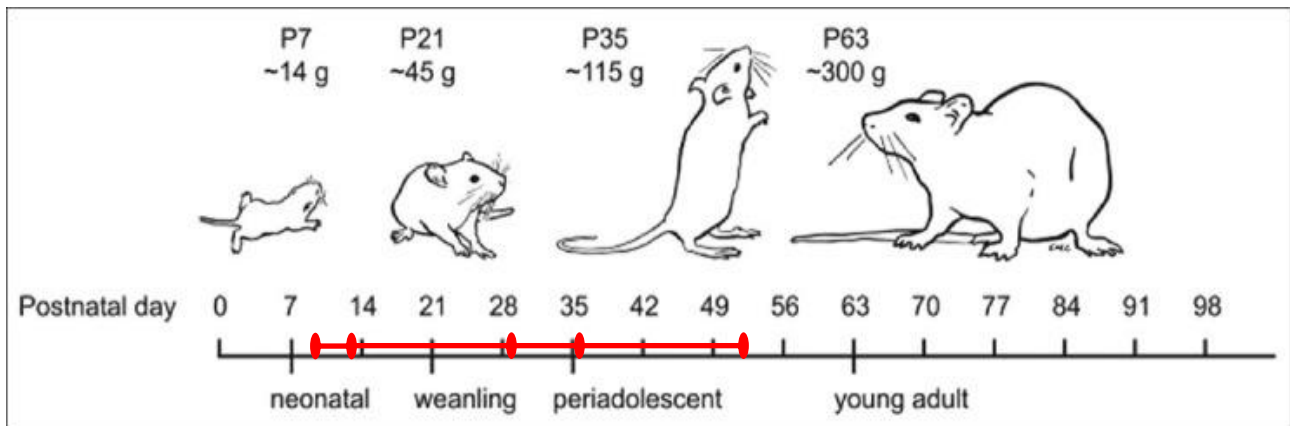 P7 P21 P35 P63
~14 g ~45 g ~115 g ~300 g
Postnatal day 0 7 14 21 28 35 42 49 56 63 70 77 84 91 98
neonatal weanling periadolescent young adult